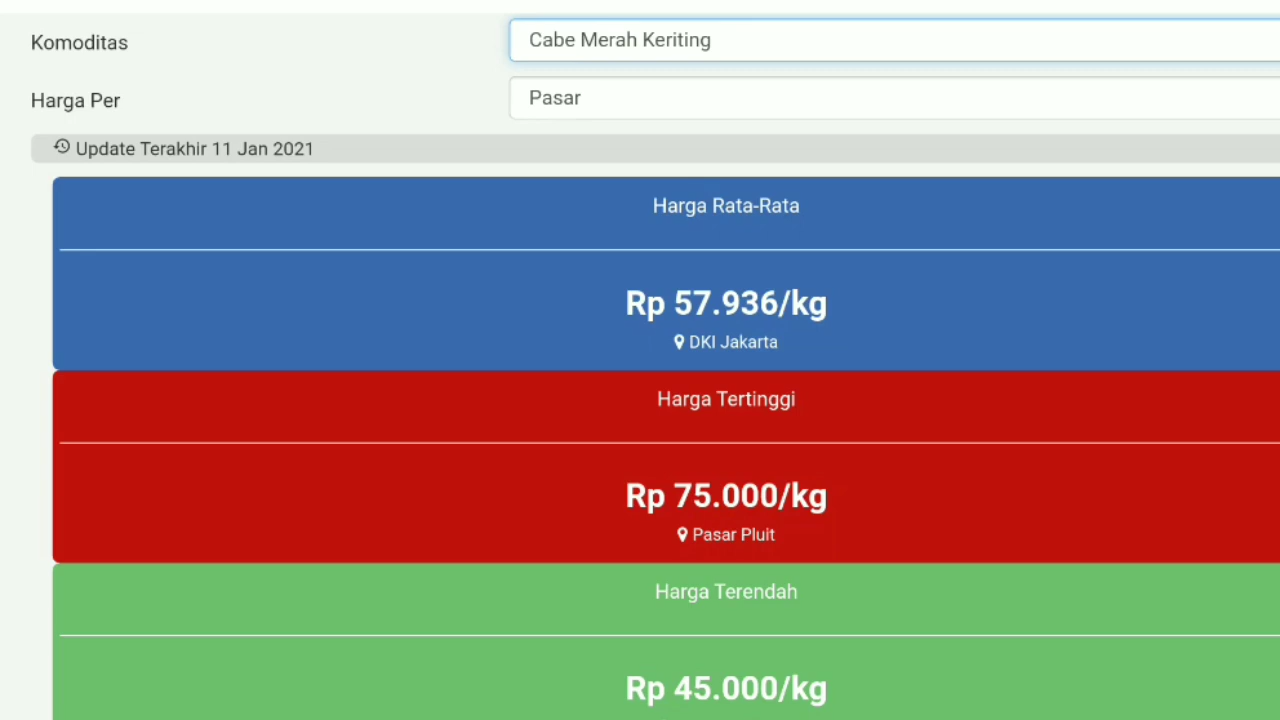 Komoditas
Cabe Merah Keriting
Harga Per
Pasar
Update Terakhir 11 Jan 2021
Harga Rata-Rata
Rp 57.936/kg
DKI Jakarta
Harga Tertinggi
Rp 75.000/kg
Pasar Pluit
Harga Terendah
Rp 45.000/kg